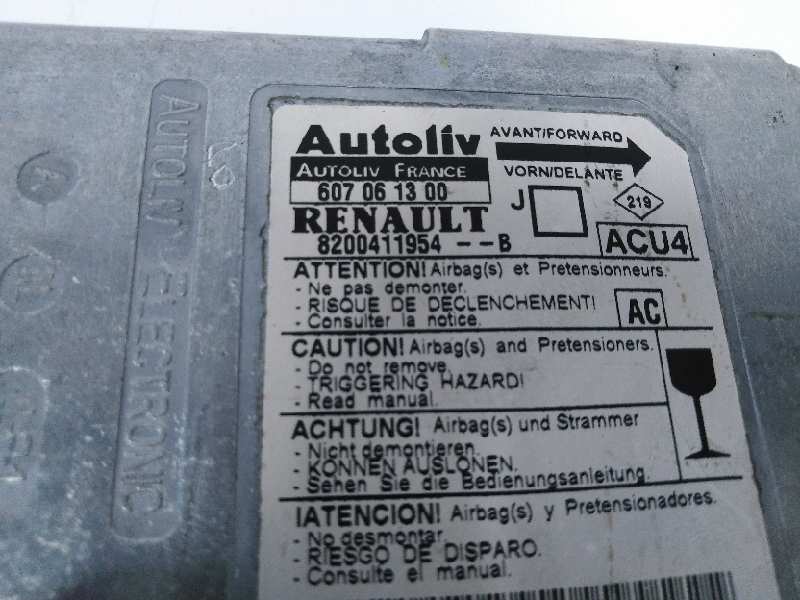 Autoliv
AVANT/FORWARD
AUTOLIV FRANCE
VORN/DELANTE
607 06 13 00
J
219
RENAULT
8200411954 --B
ACU4
ATTENTION! Airbag(s) et Pretensionneurs.
- Ne pas demonter.
- RISQUE DE DECLENCHEMENT!
- Consulter la notice.
AC
CAUTION! Airbag(s) and Pretensioners.
- Do not remove.
- TRIGGERING HAZARD!
- Read manual.
ACHTUNG! Airbag(s) und Strammer
- Nicht demontieren.
- KONNEN AUSLONEN.
- Sehen Sie die Bedienungsanleitung.
IATENCION! Airbag(s) y Pretensionadores.
- No desmontar.
- RIESGO DE DISPARO.
- Consulte el manual.
AUTOLIV ELECTRONIC